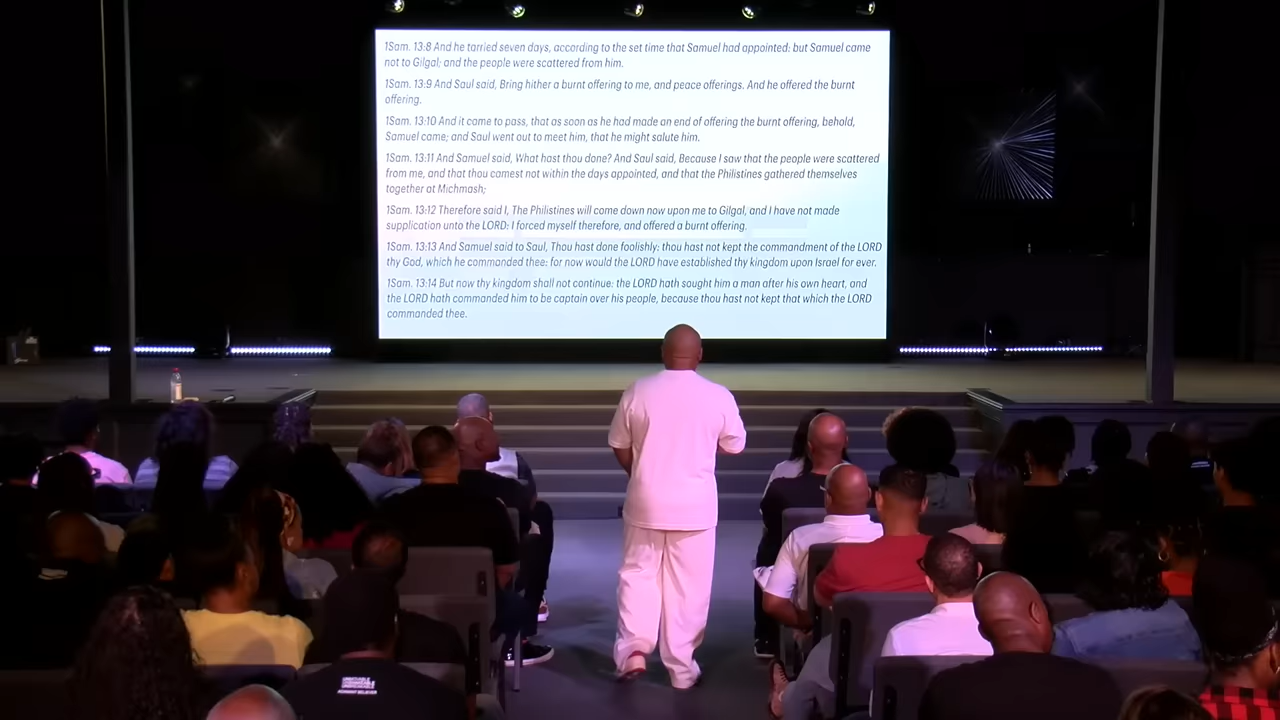 1Sam. 13:8 And he tarried seven days, according to the set time that Samuel had appointed: but Samuel came
not to Gilgal; and the people were scattered from him.
1Sam. 13:9 And Saul said, Bring hither a burnt offering to me, and peace offerings. And he offered the burnt
offering.
1Sam. 13:10 And it came to pass, that as soon as he had made an end of offering the burnt offering, behold,
Samuel came; and Saul went out to meet him, that he might salute him.
1Sam. 13:11 And Samuel said, What hast thou done? And Saul said, Because I saw that the people were scattered
from me, and that thou camest not within the days appointed, and that the Philistines gathered themselves
together at Michmash;
1Sam. 13:12 Therefore said I, The Philistines will come down now upon me to Gilgal, and I have not made
supplication unto the LORD: I forced myself therefore, and offered a burnt offering.
1Sam. 13:13 And Samuel said to Saul, Thou hast done foolishly: thou hast not kept the commandment of the LORD
thy God, which he commanded thee: for now would the LORD have established thy kingdom upon Israel for ever.
1Sam. 13:14 But now thy kingdom shall not continue: the LORD hath sought him a man after his own heart, and
the LORD hath commanded him to be captain over his people, because thou hast not kept that which the LORD
commanded thee.